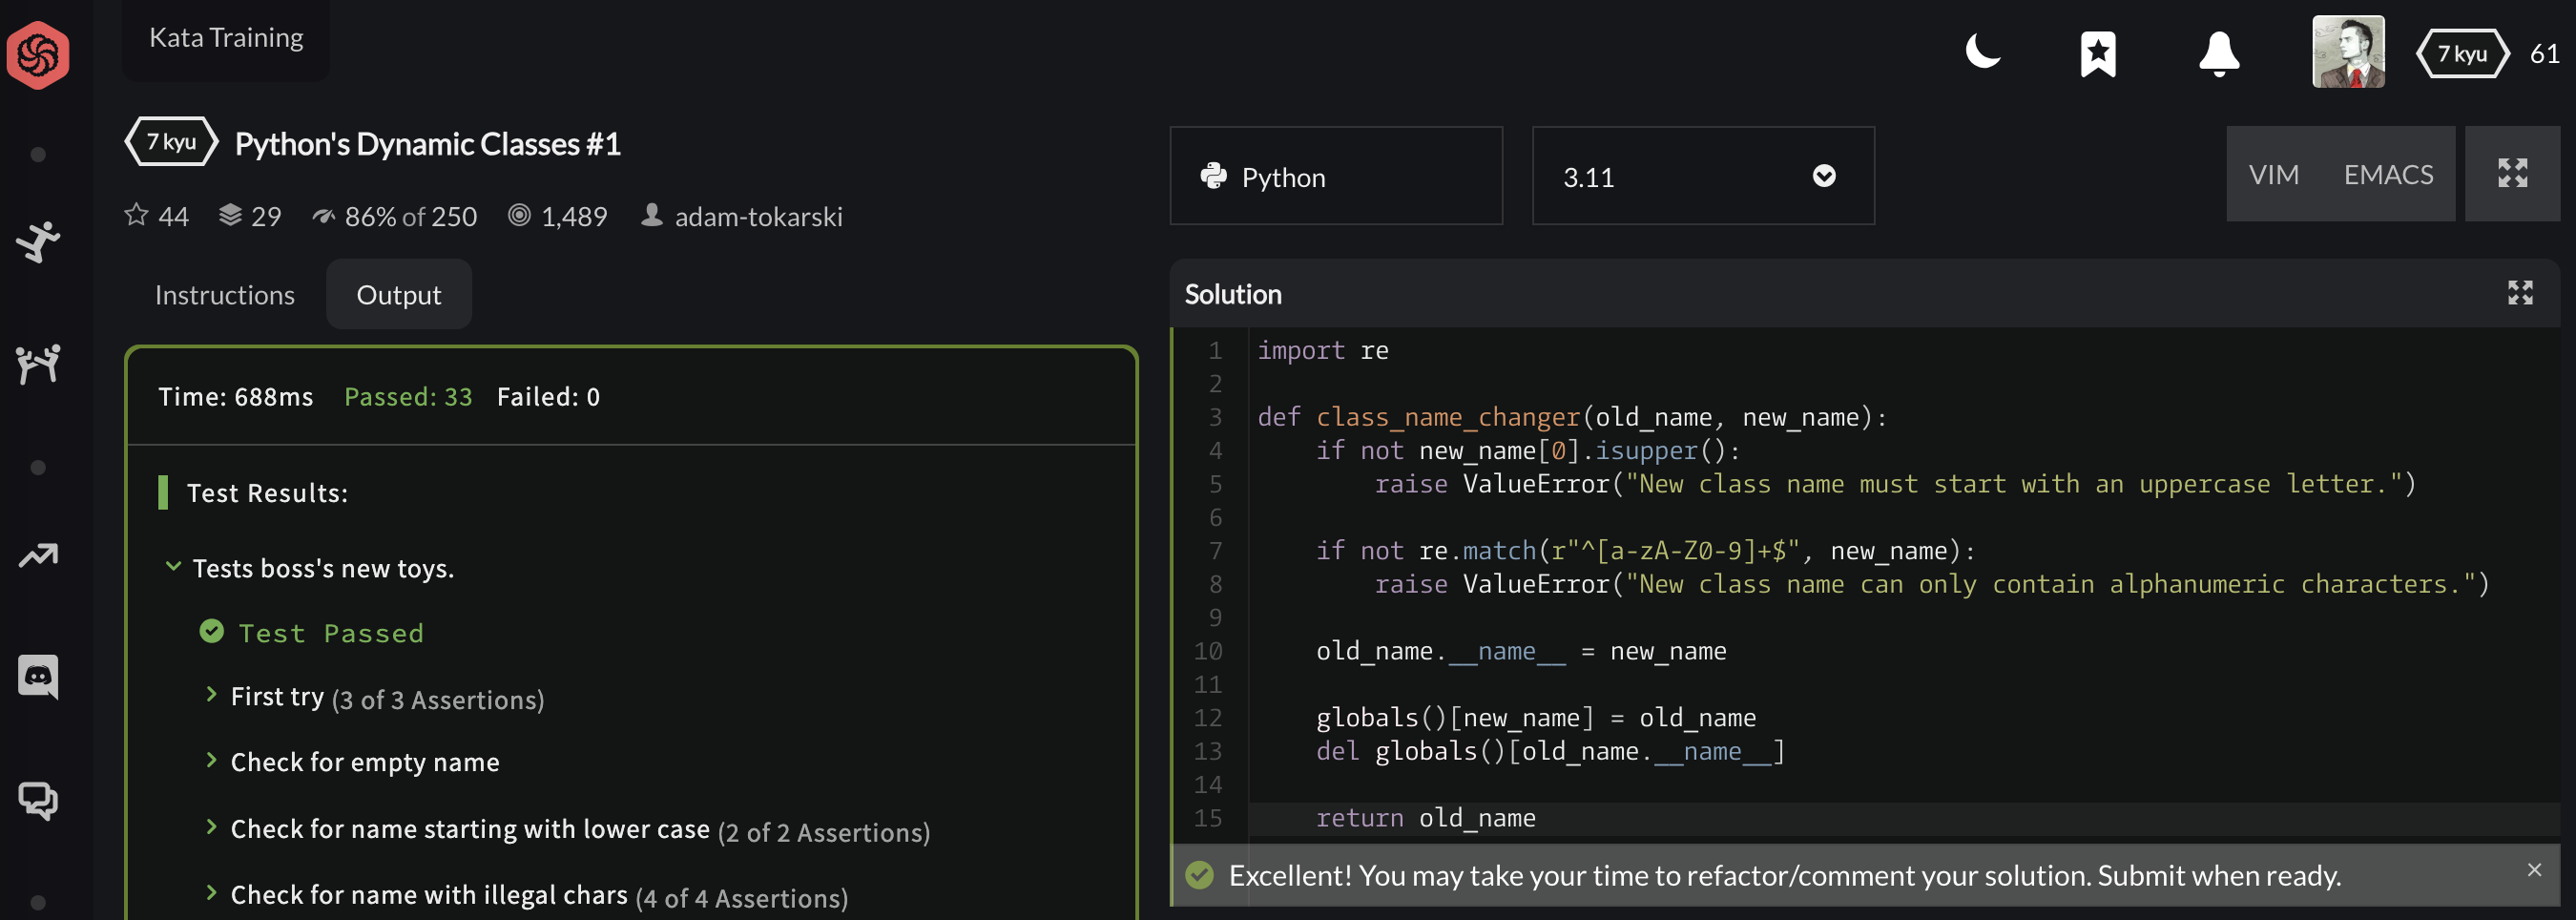 Kata Training
7 kyu 61
7 kyu Python's Dynamic Classes #1
44 29 86% of 250 1,489 adam-tokarski
Python
3.11
VIM EMACS
Instructions Output
Time: 688ms Passed: 33 Failed: 0
Test Results:
Tests boss's new toys.
Test Passed
First try (3 of 3 Assertions)
Check for empty name
Check for name starting with lower case (2 of 2 Assertions)
Check for name with illegal chars (4 of 4 Assertions)
Solution
1 import re
2
3 def class_name_changer(old_name, new_name):
4     if not new_name[0].isupper():
5         raise ValueError("New class name must start with an uppercase letter.")
6
7     if not re.match(r"^[a-zA-Z0-9]+$", new_name):
8         raise ValueError("New class name can only contain alphanumeric characters.")
9
10     old_name.__name__ = new_name
11
12     globals()[new_name] = old_name
13     del globals()[old_name.__name__]
14
15     return old_name
Excellent! You may take your time to refactor/comment your solution. Submit when ready.